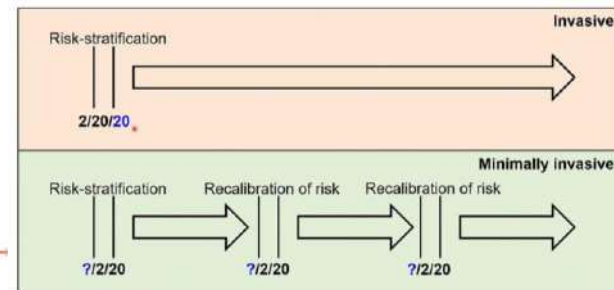 Invasive
Risk-stratification
2/20/20
Minimally invasive
Risk-stratification Recalibration of risk Recalibration of risk
?/2/20 ?/2/20 ?/2/20